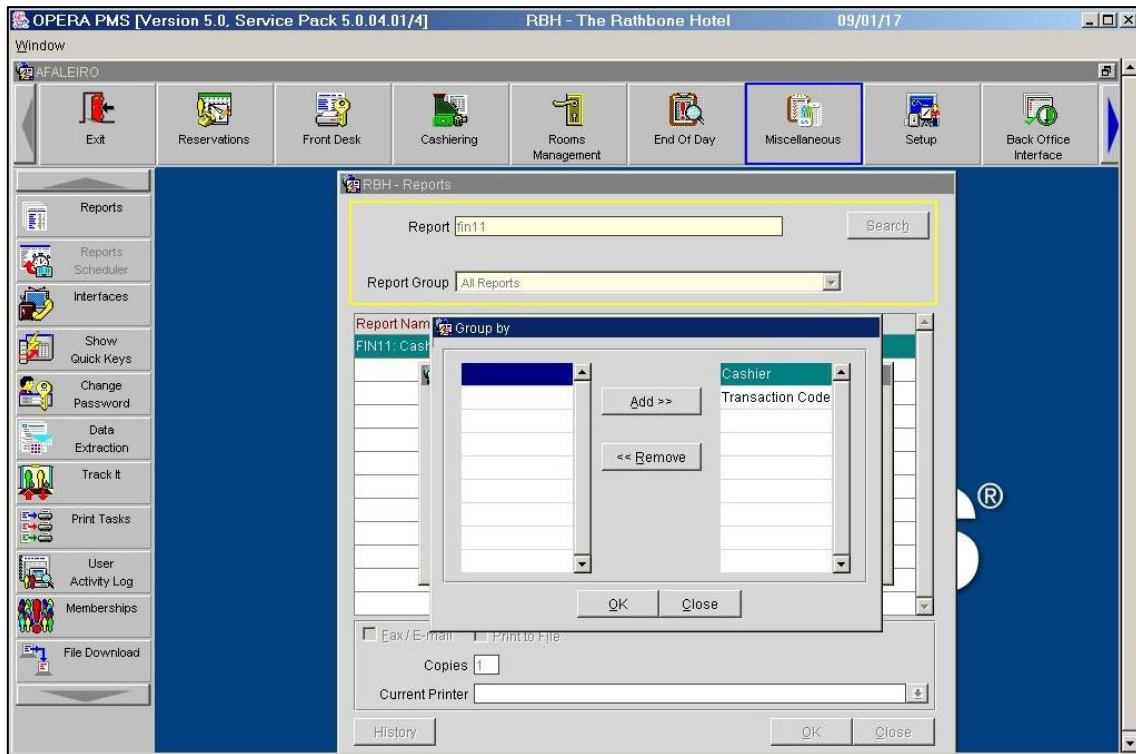 OPERA PMS [Version 5.0, Service Pack 5.0.04.01/4] RBH - The Rathbone Hotel 09/01/17
Window
AFALEIRO
Exit
Reservations
Front Desk
Cashiering
Rooms
Management
End Of Day
Miscellaneous
Setup
Back Office
Interface
Reports
Reports
Scheduler
Interfaces
Show
Quick Keys
Change
Password
Data
Extraction
Track It
Print Tasks
User
Activity Log
Memberships
File Download
RBH - Reports
Report fin11 Search
Report Group All Reports
Report Nam
FIN11: Cash
Group by
Cashier
Transaction Code
Add >>
<< Remove
OK Close
Fax / E-mail Print to File
Copies 1
Current Printer
History OK Close
S®